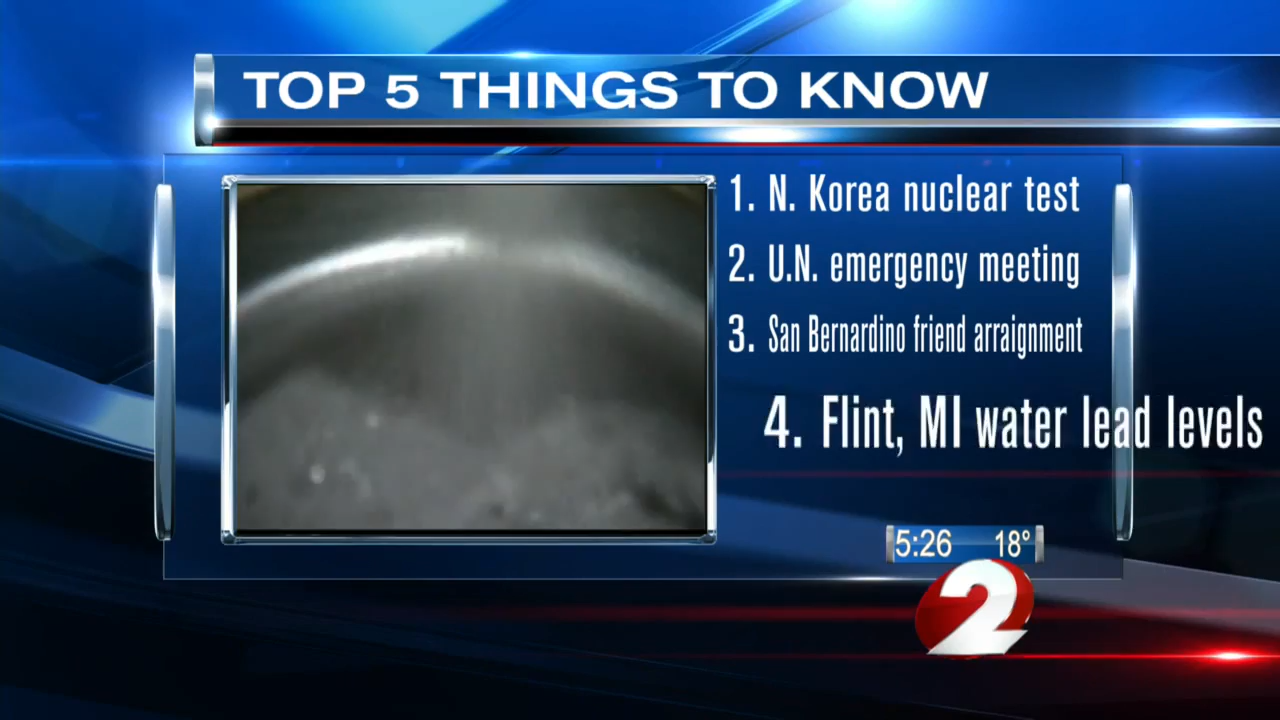 TOP 5 THINGS TO KNOW
1. N. Korea nuclear test
2. U.N. emergency meeting
3. San Bernardino friend arraignment
4. Flint, MI water lead levels
5:26 18°
2